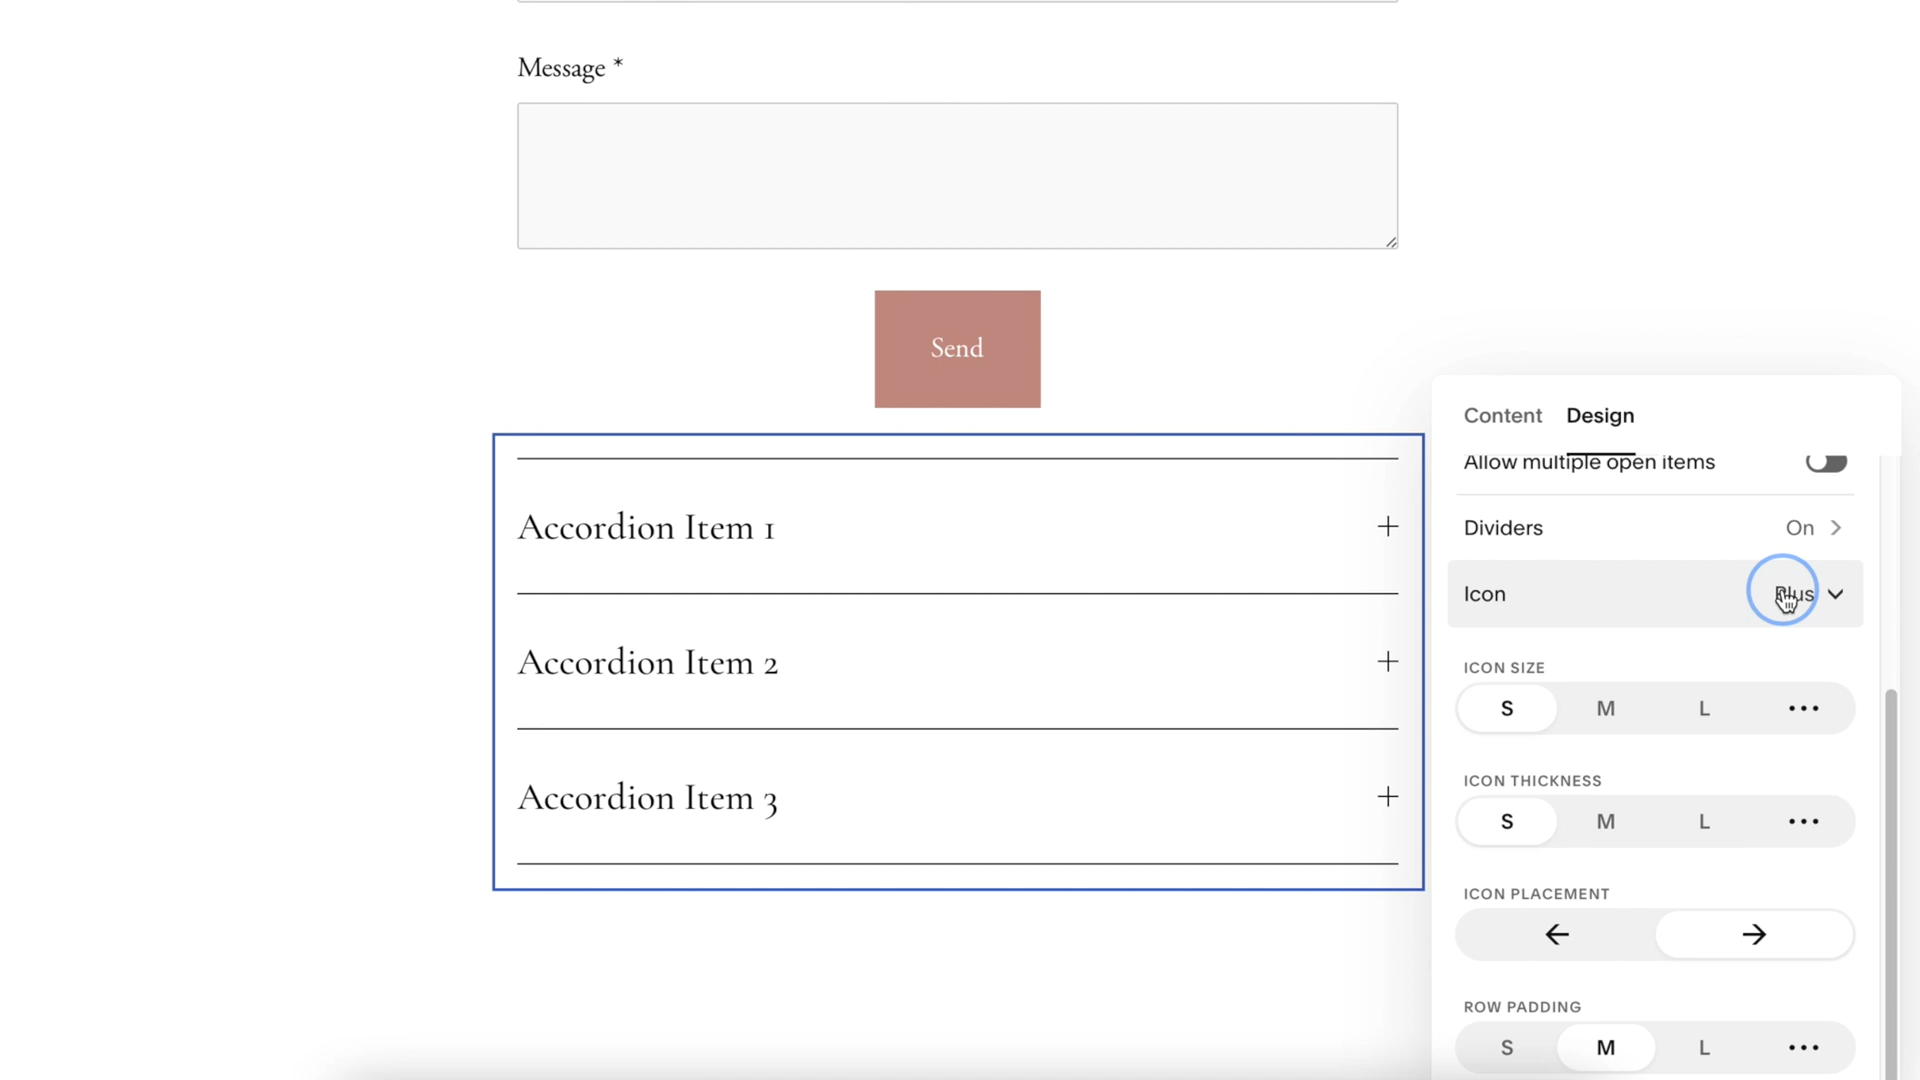 Message *
Send
Accordion Item 1
Accordion Item 2
Accordion Item 3
Content Design
Allow multiple open items
Dividers On
Icon Plus
ICON SIZE
S M L
ICON THICKNESS
S M L
ICON PLACEMENT
ROW PADDING
S M L